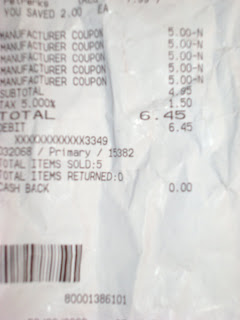 YOU SAVED 2.00 EA
MANUFACTURER COUPON 5.00-N
MANUFACTURER COUPON 5.00-N
MANUFACTURER COUPON 5.00-N
MANUFACTURER COUPON 5.00-N
MANUFACTURER COUPON 5.00-N
SUBTOTAL 4.95
TAX 5.000% 1.50
TOTAL 6.45
DEBIT 6.45
XXXXXXXXXXXX3349
032068 / Primary / 15382
TOTAL ITEMS SOLD:5
TOTAL ITEMS RETURNED:0
CASH BACK 0.00
80001386101